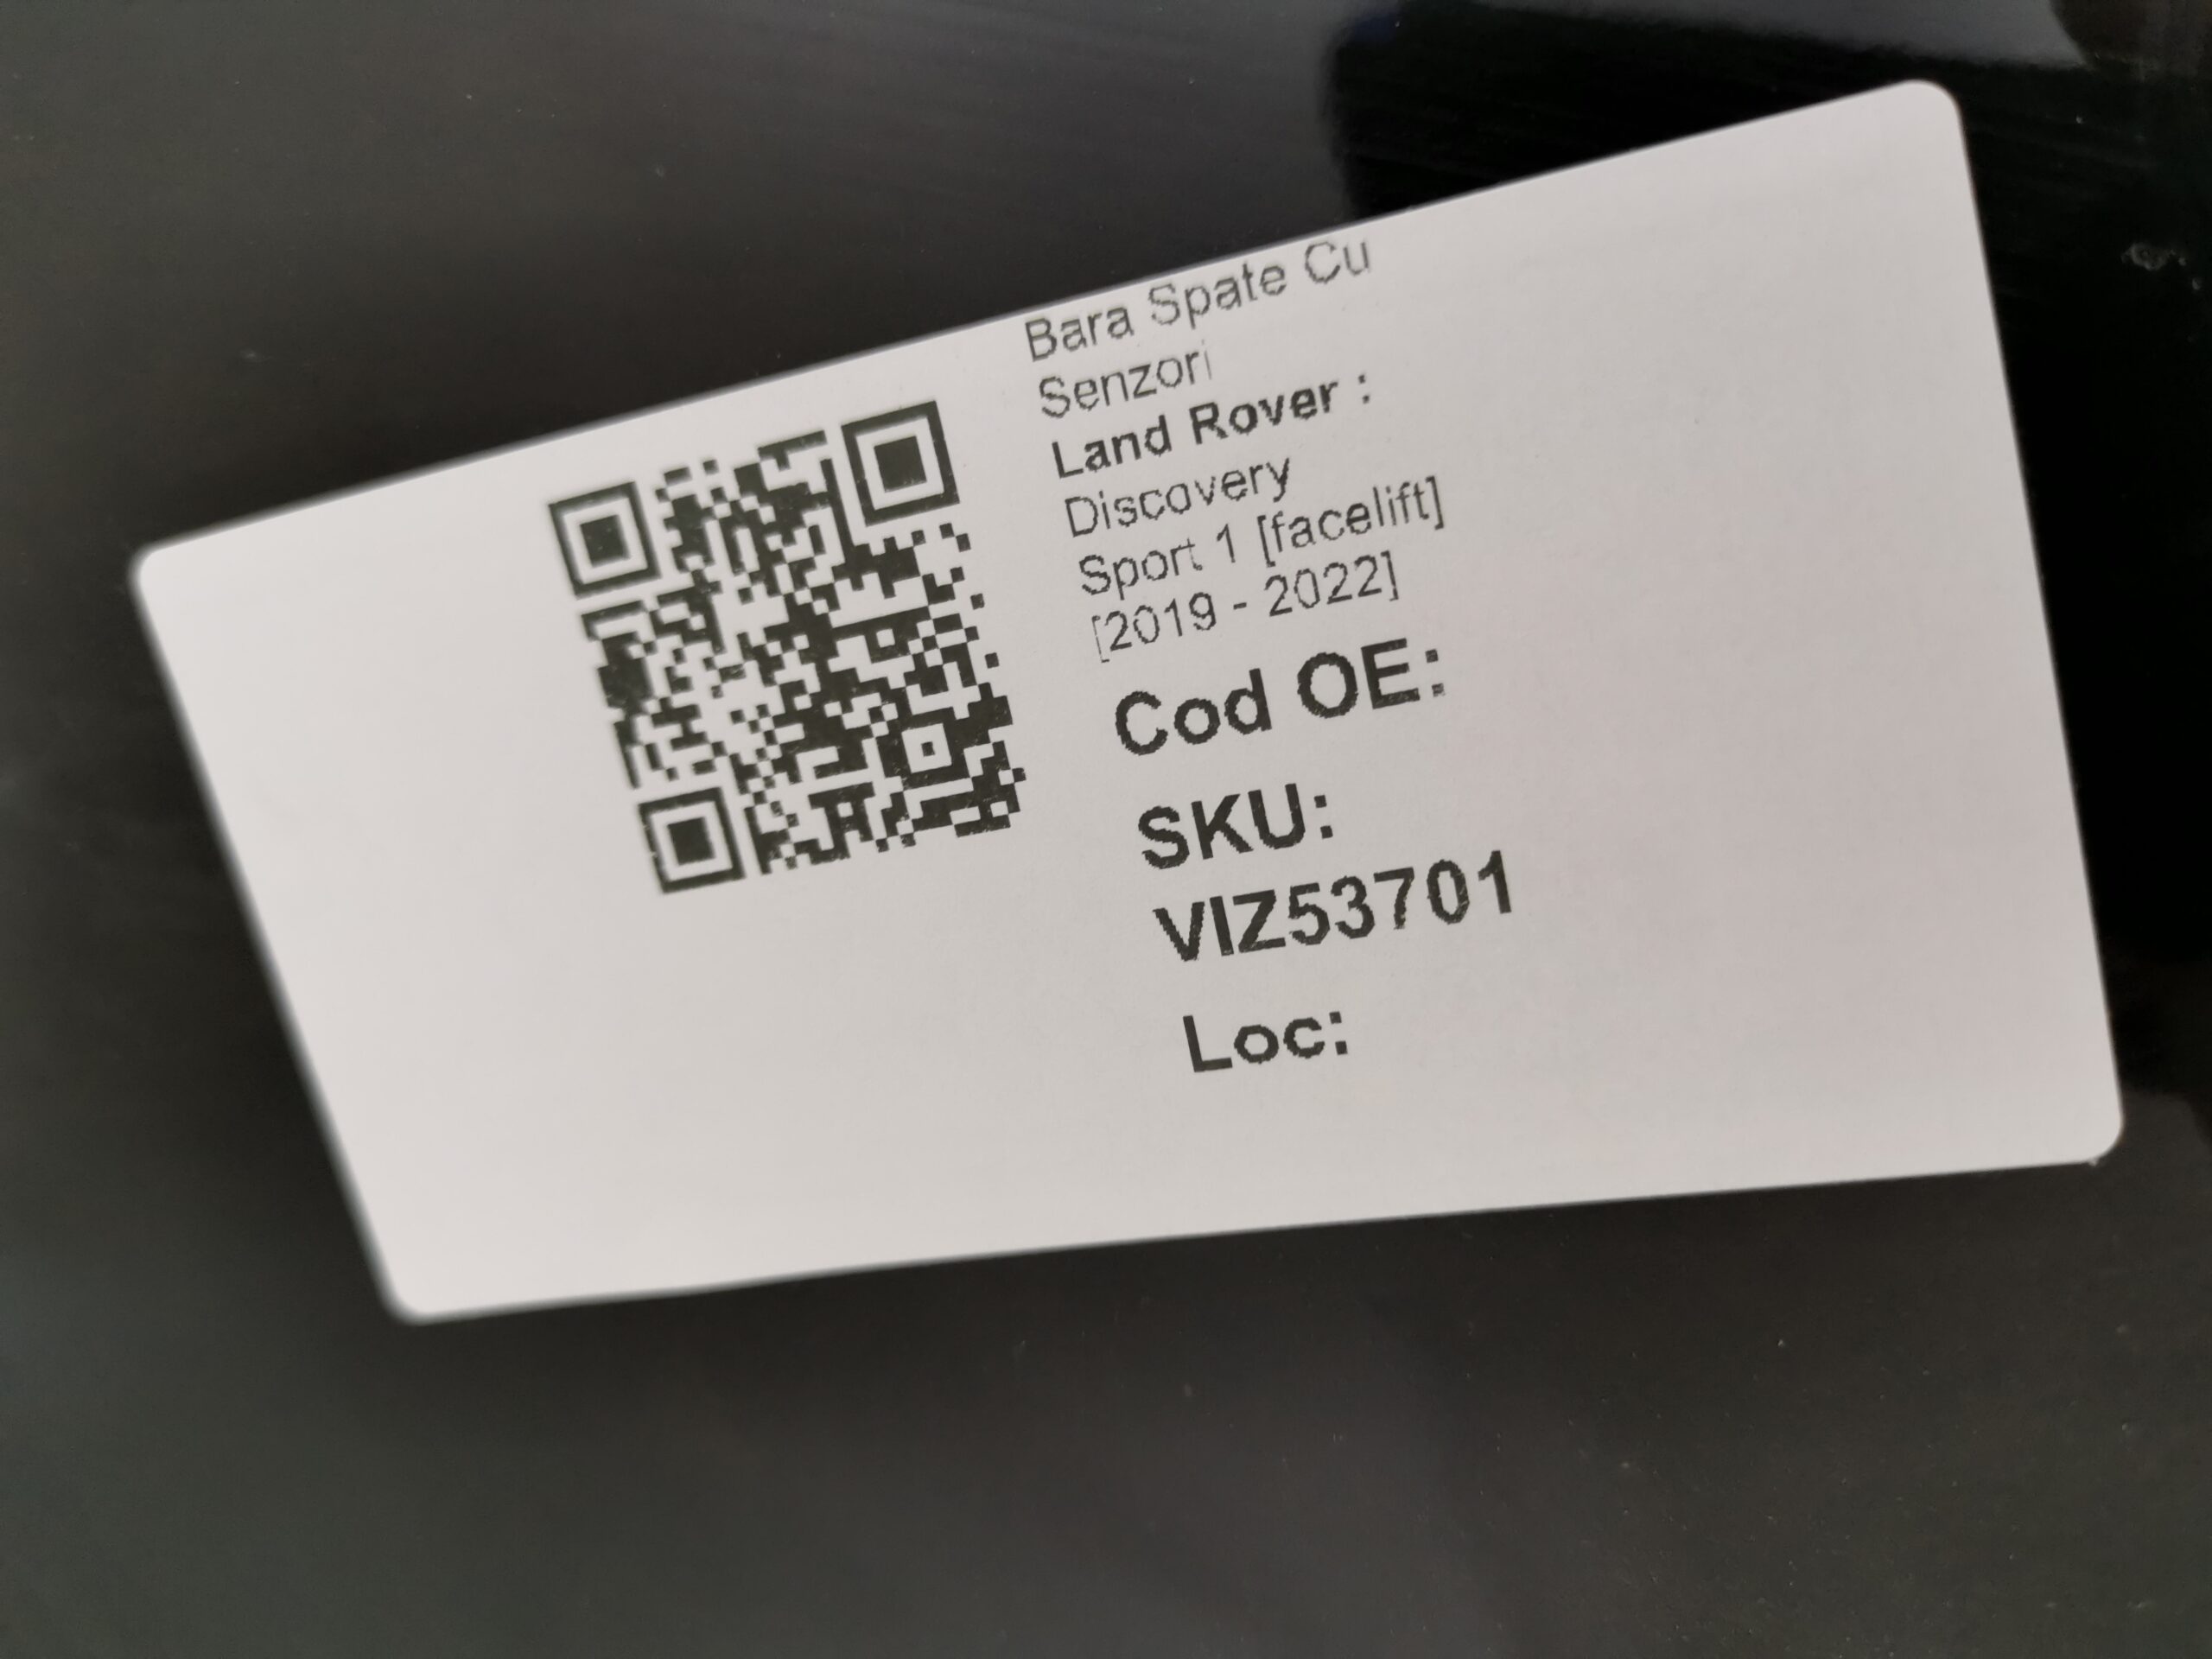 Bara Spate Cu
Senzori
Land Rover :
Discovery
Sport 1 [facelift]
[2019 - 2022]
Cod OE:
SKU:
VIZ53701
Loc: